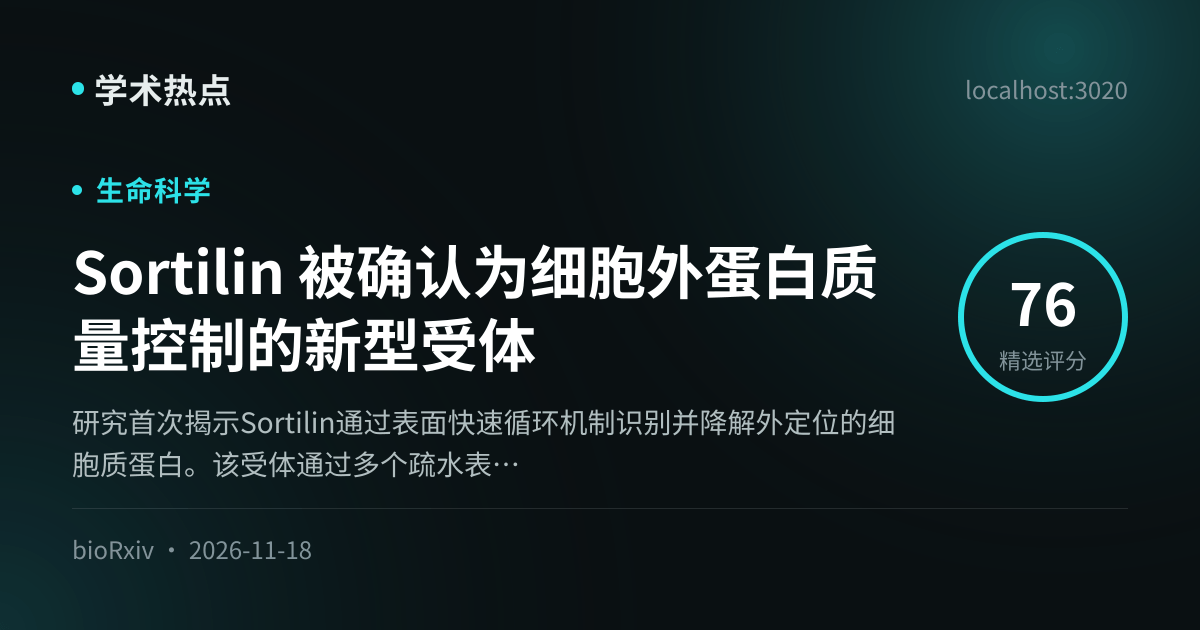 学术热点
localhost:3020
生命科学
Sortilin 被确认为细胞外蛋白质
量控制的新型受体
76
精选评分
研究首次揭示Sortilin通过表面快速循环机制识别并降解外定位的细
胞质蛋白。该受体通过多个疏水表…
bioRxiv · 2026-11-18